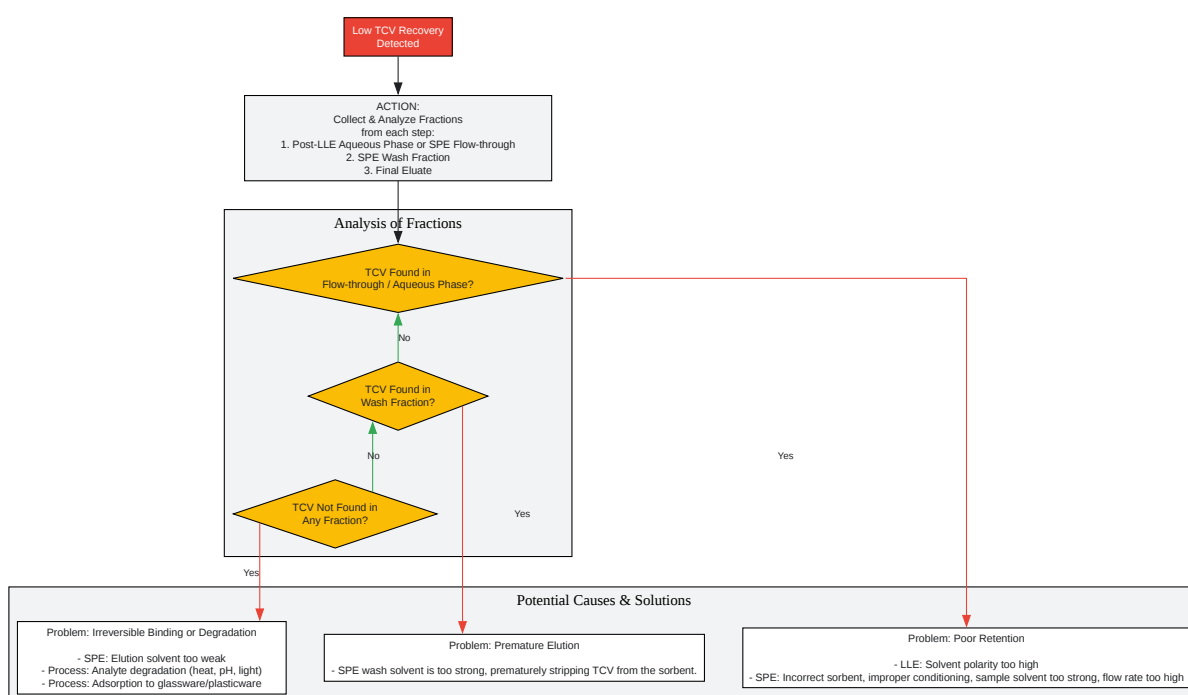 Low TCV Recovery
Detected
ACTION:
Collect & Analyze Fractions
from each step:
1. Post-LLE Aqueous Phase or SPE Flow-through
2. SPE Wash Fraction
3. Final Eluate
Analysis of Fractions
TCV Found in
Flow-through / Aqueous Phase?
No
TCV Found in
Wash Fraction?
No
Yes
TCV Not Found in
Any Fraction?
Yes
Yes
Potential Causes & Solutions
Problem: Irreversible Binding or Degradation
- SPE: Elution solvent too weak
- Process: Analyte degradation (heat, pH, light)
- Process: Adsorption to glassware/plasticware
Problem: Premature Elution
- SPE wash solvent is too strong, prematurely stripping TCV from the sorbent.
Problem: Poor Retention
- LLE: Solvent polarity too high
- SPE: Incorrect sorbent, improper conditioning, sample solvent too strong, flow rate too high